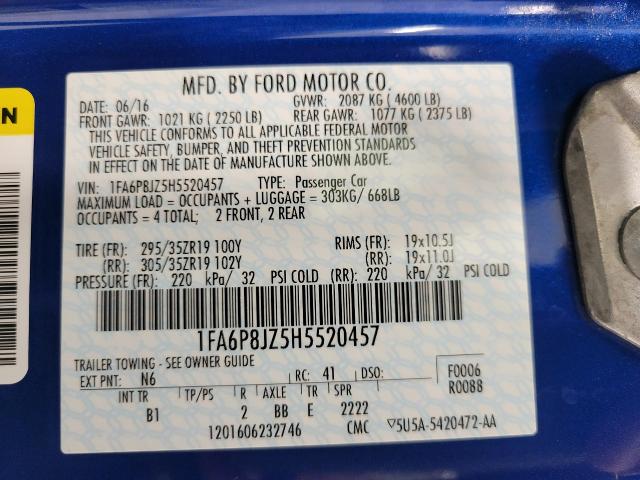 MFD. BY FORD MOTOR CO.
DATE: 06/16 GVWR: 2087 KG (4600 LB)
FRONT GAWR: 1021 KG (2250 LB) REAR GAWR: 1077 KG (2375 LB)
THIS VEHICLE CONFORMS TO ALL APPLICABLE FEDERAL MOTOR
VEHICLE SAFETY, BUMPER, AND THEFT PREVENTION STANDARDS
IN EFFECT ON THE DATE OF MANUFACTURE SHOWN ABOVE.
VIN: 1FA6P8JZ5H5520457 TYPE: Passenger Car
MAXIMUM LOAD = OCCUPANTS + LUGGAGE = 303KG/ 668LB
OCCUPANTS = 4 TOTAL; 2 FRONT, 2 REAR
TIRE (FR): 295/35ZR19 100Y RIMS (FR): 19x10.5J
(RR): 305/35ZR19 102Y (RR): 19x11.0J
PRESSURE (FR): 220 kPa/ 32 PSI COLD (RR): 220 kPa/ 32 PSI COLD
1FA6P8JZ5H5520457
TRAILER TOWING - SEE OWNER GUIDE
EXT PNT: N6 RC: 41 DSO: F0006
R0088
INT TR TP/PS R AXLE TR SPR
B1 2 BB E 2222
1201606232746 CMC ▽5U5A-5420472-AA
N